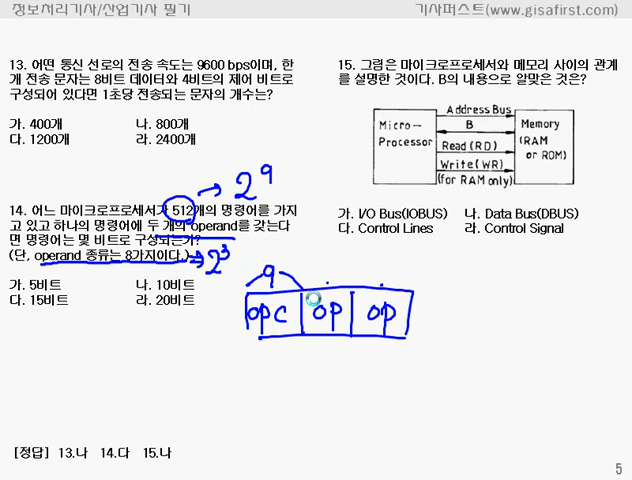 정보처리기사/산업기사 필기
기사퍼스트(www.gisafirst.com)
13. 어떤 통신 선로의 전송 속도는 9600 bps이며, 한
개 전송 문자는 8비트 데이터와 4비트의 제어 비트로
구성되어 있다면 1초당 전송되는 문자의 개수는?
가. 400개 나. 800개
다. 1200개 라. 2400개
14. 어느 마이크로프로세서가 512개의 명령어를 가지
고 있고 하나의 명령어에 두 개의 operand를 갖는다
면 명령어는 몇 비트로 구성되는가?
(단, operand 종류는 8가지이다.)
가. 5비트 나. 10비트
다. 15비트 라. 20비트
2⁹
2³
9
opc op op
15. 그림은 마이크로프로세서와 메모리 사이의 관계
를 설명한 것이다. B의 내용으로 알맞은 것은?
Micro-
Processor
Address Bus
B
Read (RD)
Write(WR)
(for RAM only)
Memory
(RAM
or ROM)
가. I/O Bus(IOBUS) 나. Data Bus(DBUS)
다. Control Lines 라. Control Signal
[정답] 13.나 14.다 15.나
5